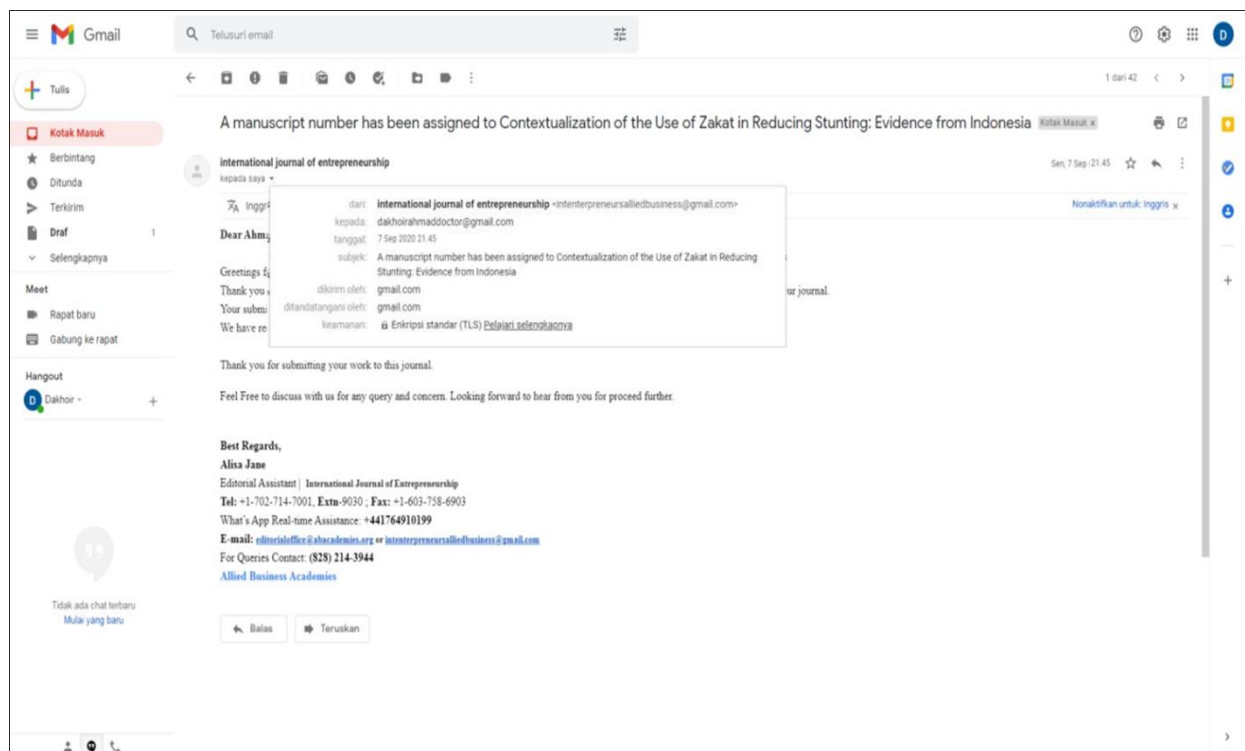 Gmail
Telusuri email
D
Tulis
1 dari 42
Kotak Masuk
Berbintang
Ditunda
Terkirim
Draf 1
Selengkapnya
Meet
Rapat baru
Gabung ke rapat
Hangout
D Dakhoir
Tidak ada chat terbaru
Mulai yang baru
A manuscript number has been assigned to Contextualization of the Use of Zakat in Reducing Stunting: Evidence from Indonesia Kotak Masuk x
international journal of entrepreneurship
Sen, 7 Sep 21.45
kepada saya
Nonaktifkan untuk: Inggris x
dari: international journal of entrepreneurship <intenterpreneursalliedbusiness@gmail.com>
kepada: dakhoirahmaddoctor@gmail.com
tanggal: 7 Sep 2020 21.45
subjek: A manuscript number has been assigned to Contextualization of the Use of Zakat in Reducing
Stunting: Evidence from Indonesia
dikirim oleh: gmail.com
ditandatangani oleh: gmail.com
keamanan: Enkripsi standar (TLS) Pelajari selengkapnya
Dear
Greetings
Thank you ur journal.
Your
We have
Thank you for submitting your work to this journal.
Feel Free to discuss with us for any query and concern. Looking forward to hear from you for proceed further.
Best Regards,
Alisa Jane
Editorial Assistant | International Journal of Entrepreneurship
Tel: +1-702-714-7001, Extn-9030 ; Fax: +1-603-758-6903
What's App Real-time Assistance: +441764910199
E-mail: editorialoffice@abacademies.org or intenterpreneursalliedbusiness@gmail.com
For Queries Contact: (828) 214-3944
Allied Business Academies
Balas
Teruskan